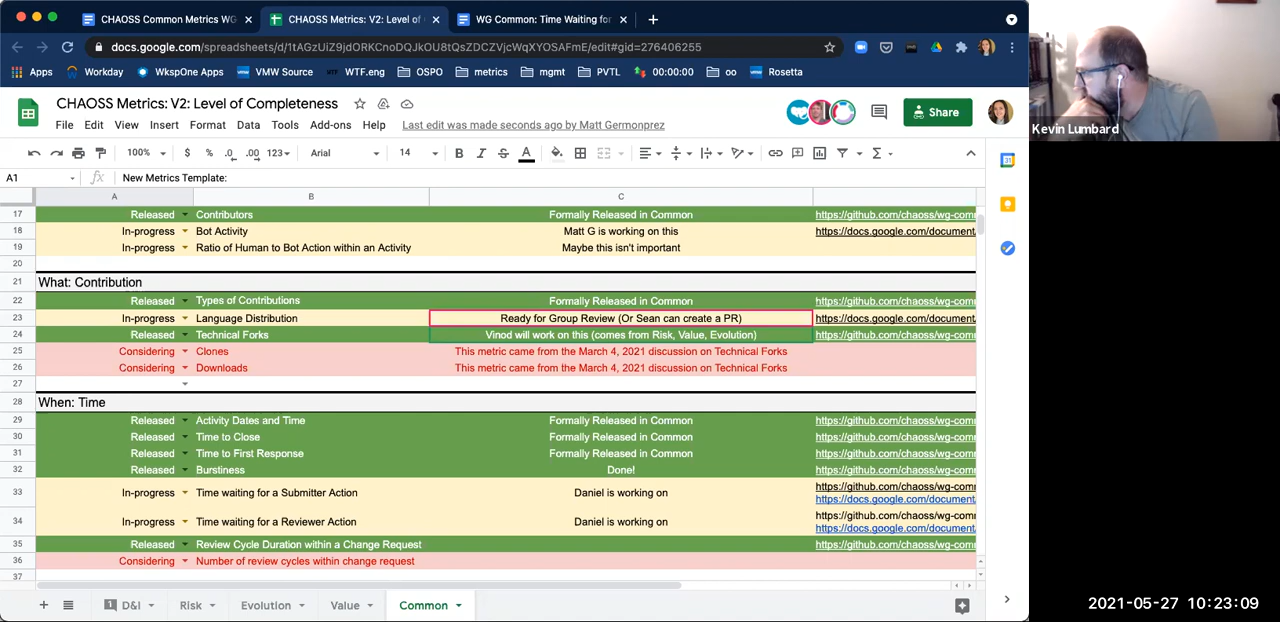 CHAOSS Common Metrics WG
CHAOSS Metrics: V2: Level of
WG Common: Time Waiting for
docs.google.com/spreadsheets/d/1tAGzUiZ9jdORKCnoDQJkOU8tQsZDCZVjcWqXYOSAFmE/edit#gid=276406255
Apps Workday WkspOne Apps VMW Source WTF.eng OSPO metrics mgmt PVTL 00:00:00 oo Rosetta
CHAOSS Metrics: V2: Level of Completeness
File Edit View Insert Format Data Tools Add-ons Help Last edit was made seconds ago by Matt Germonprez
Share
100% $ % .0 .00 123 Arial 14 B I S A
A1 fx New Metrics Template:
A B C
17 Released Contributors Formally Released in Common https://github.com/chaoss/wg-com
18 In-progress Bot Activity Matt G is working on this https://docs.google.com/document
19 In-progress Ratio of Human to Bot Action within an Activity Maybe this isn't important
20
21 What: Contribution
22 Released Types of Contributions Formally Released in Common https://github.com/chaoss/wg-com
23 In-progress Language Distribution Ready for Group Review (Or Sean can create a PR) https://docs.google.com/document
24 Released Technical Forks Vinod will work on this (comes from Risk, Value, Evolution) https://github.com/chaoss/wg-com
25 Considering Clones This metric came from the March 4, 2021 discussion on Technical Forks
26 Considering Downloads This metric came from the March 4, 2021 discussion on Technical Forks
27
28 When: Time
29 Released Activity Dates and Time Formally Released in Common https://github.com/chaoss/wg-com
30 Released Time to Close Formally Released in Common https://github.com/chaoss/wg-com
31 Released Time to First Response Formally Released in Common https://github.com/chaoss/wg-com
32 Released Burstiness Done! https://github.com/chaoss/wg-com
33 In-progress Time waiting for a Submitter Action Daniel is working on https://github.com/chaoss/wg-com
https://docs.google.com/document
34 In-progress Time waiting for a Reviewer Action Daniel is working on https://github.com/chaoss/wg-com
https://docs.google.com/document
35 Released Review Cycle Duration within a Change Request https://github.com/chaoss/wg-com
36 Considering Number of review cycles within change request
37
1 D&I Risk Evolution Value Common
Kevin Lumbard
2021-05-27 10:23:09